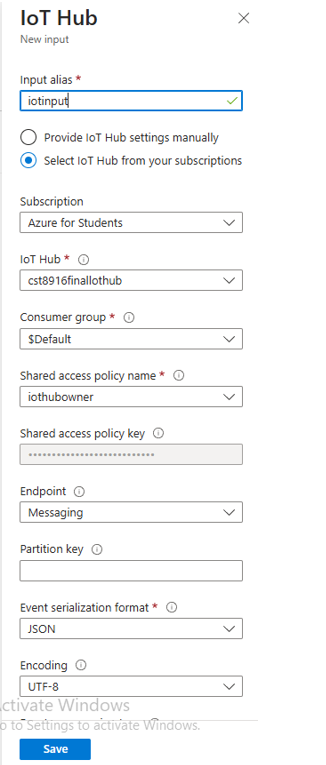 IoT Hub
New input
Input alias *
iotinput
Provide IoT Hub settings manually
Select IoT Hub from your subscriptions
Subscription
Azure for Students
IoT Hub *
cst8916finalIothub
Consumer group *
$Default
Shared access policy name *
iothubowner
Shared access policy key
Endpoint
Messaging
Partition key
Event serialization format *
JSON
Encoding
UTF-8
ctivate Windows
o to Settings to activate Windows.
Save